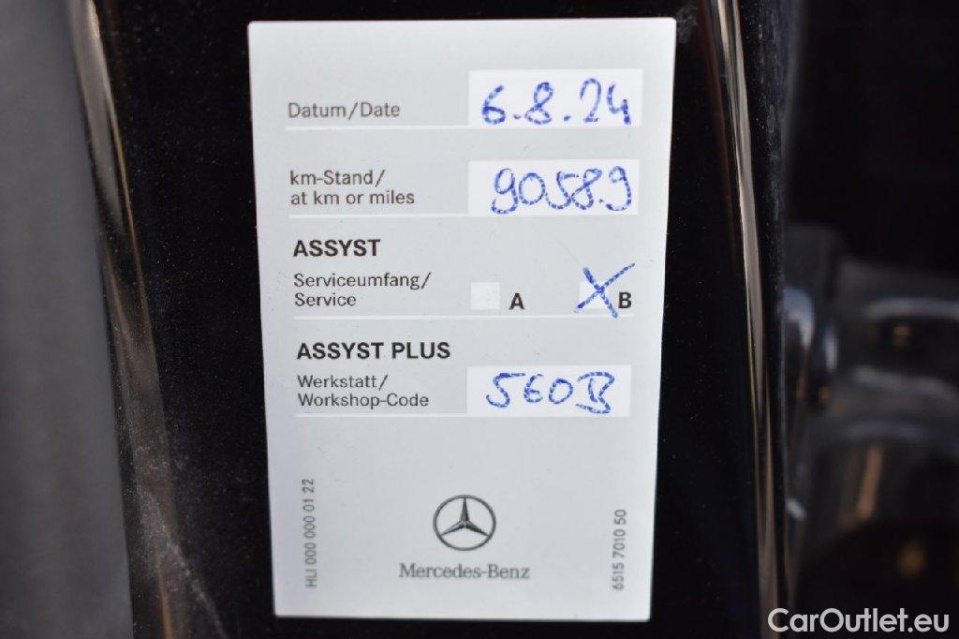 Datum/Date 6.8.24
km-Stand/
at km or miles 90589
ASSYST
Serviceumfang/
Service A X B
ASSYST PLUS
Werkstatt/
Workshop-Code 560B
HLI 000 000 01 22
Mercedes-Benz
6515 7010 50
CarOutlet.eu